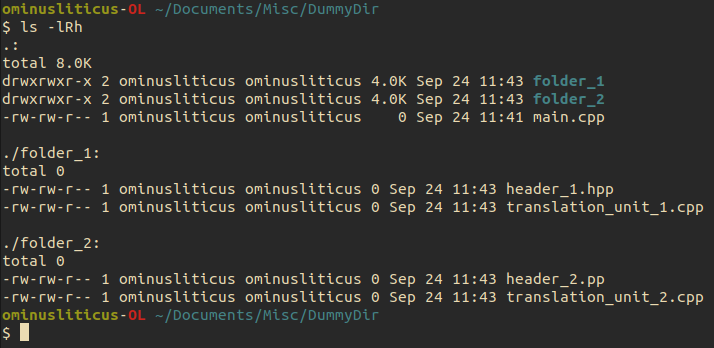 ominusliticus-OL ~/Documents/Misc/DummyDir
$ ls -lRh
.:
total 8.0K
drwxrwxr-x 2 ominusliticus ominusliticus 4.0K Sep 24 11:43 folder_1
drwxrwxr-x 2 ominusliticus ominusliticus 4.0K Sep 24 11:43 folder_2
-rw-rw-r-- 1 ominusliticus ominusliticus    0 Sep 24 11:41 main.cpp

./folder_1:
total 0
-rw-rw-r-- 1 ominusliticus ominusliticus 0 Sep 24 11:43 header_1.hpp
-rw-rw-r-- 1 ominusliticus ominusliticus 0 Sep 24 11:43 translation_unit_1.cpp

./folder_2:
total 0
-rw-rw-r-- 1 ominusliticus ominusliticus 0 Sep 24 11:43 header_2.pp
-rw-rw-r-- 1 ominusliticus ominusliticus 0 Sep 24 11:43 translation_unit_2.cpp
ominusliticus-OL ~/Documents/Misc/DummyDir
$